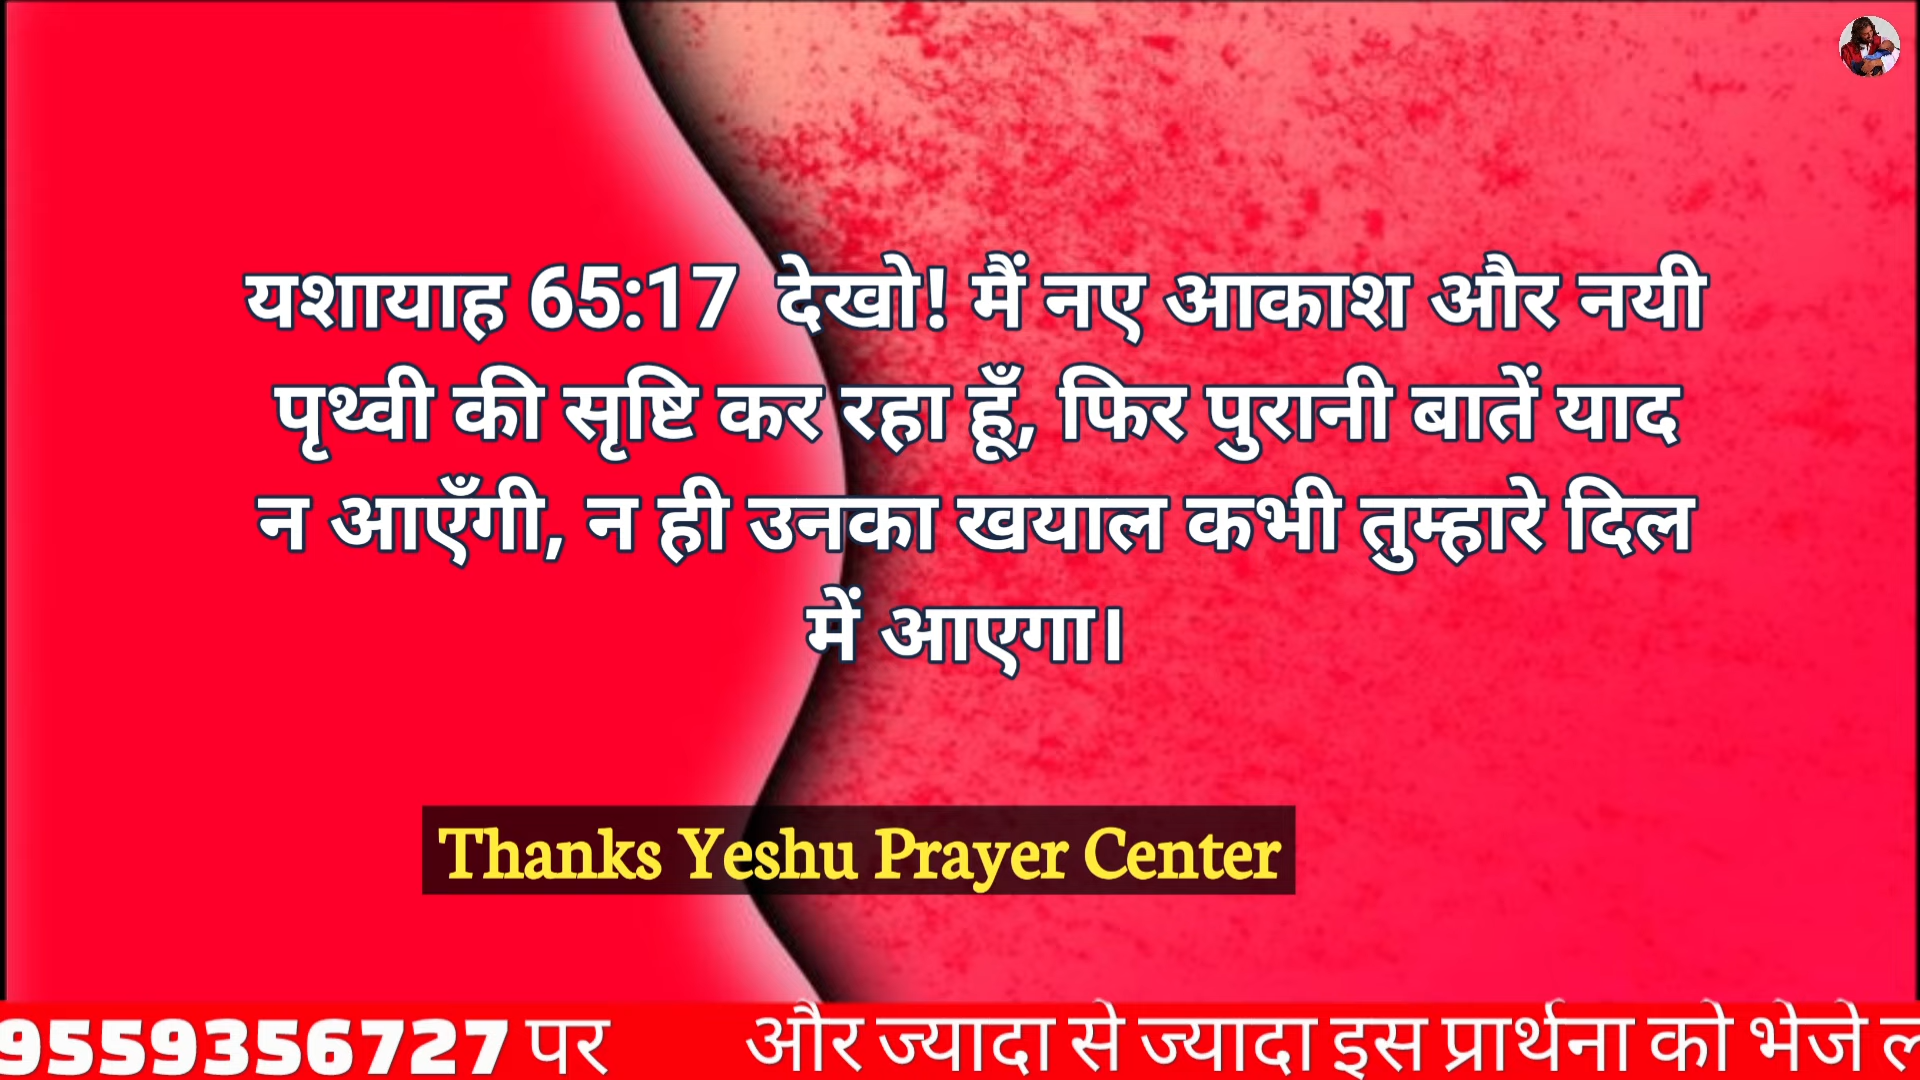 यशायाह 65:17 देखो! मैं नए आकाश और नयी
पृथ्वी की सृष्टि कर रहा हूँ, फिर पुरानी बातें याद
न आएँगी, न ही उनका खयाल कभी तुम्हारे दिल
में आएगा।
Thanks Yeshu Prayer Center
9559356727 पर और ज्यादा से ज्यादा इस प्रार्थना को भेजे